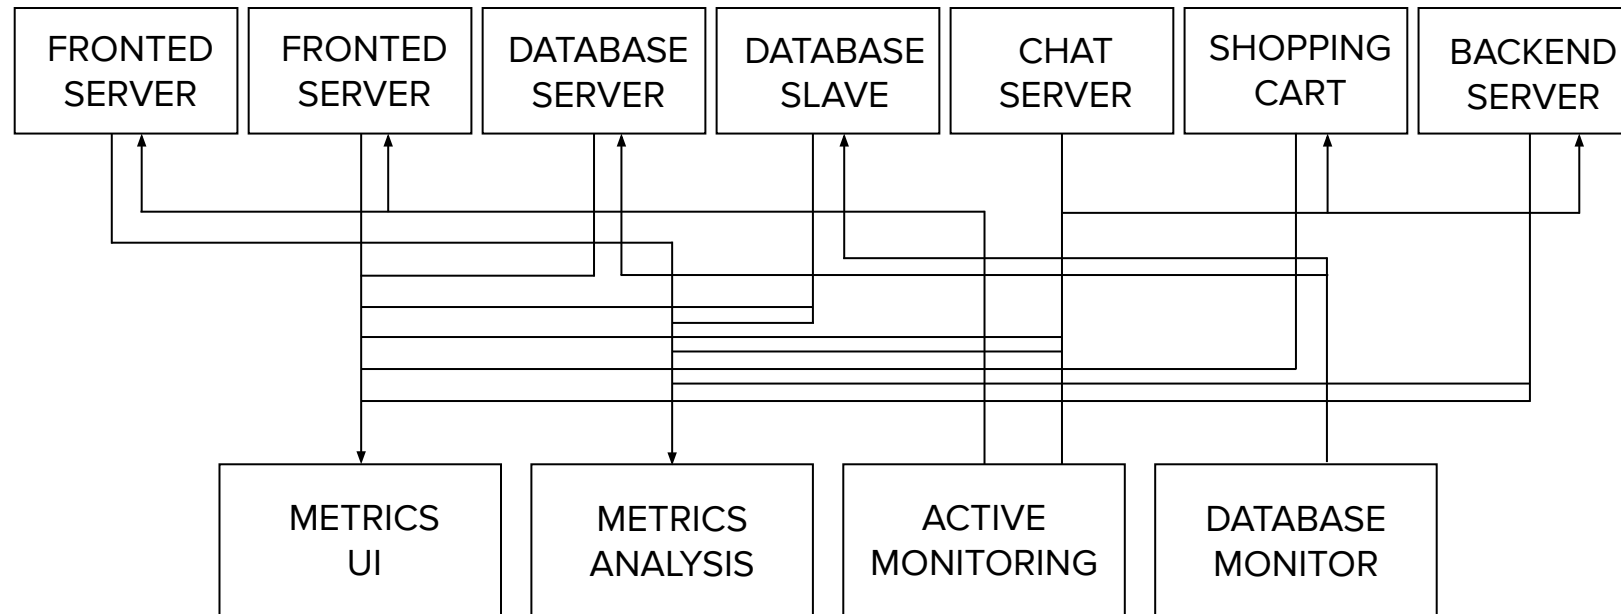 FRONTED
SERVER
FRONTED
SERVER
DATABASE
SERVER
DATABASE
SLAVE
CHAT
SERVER
SHOPPING
CART
BACKEND
SERVER
METRICS
UI
METRICS
ANALYSIS
ACTIVE
MONITORING
DATABASE
MONITOR